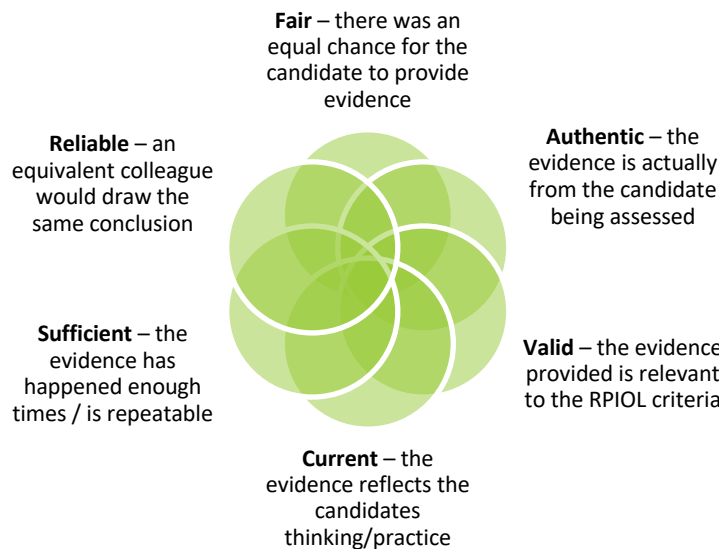 Fair – there was an
equal chance for the
candidate to provide
evidence
Authentic – the
evidence is actually
from the candidate
being assessed
Valid – the evidence
provided is relevant
to the RPIOL criteria
Current – the
evidence reflects the
candidates
thinking/practice
Sufficient – the
evidence has
happened enough
times / is repeatable
Reliable – an
equivalent colleague
would draw the
same conclusion